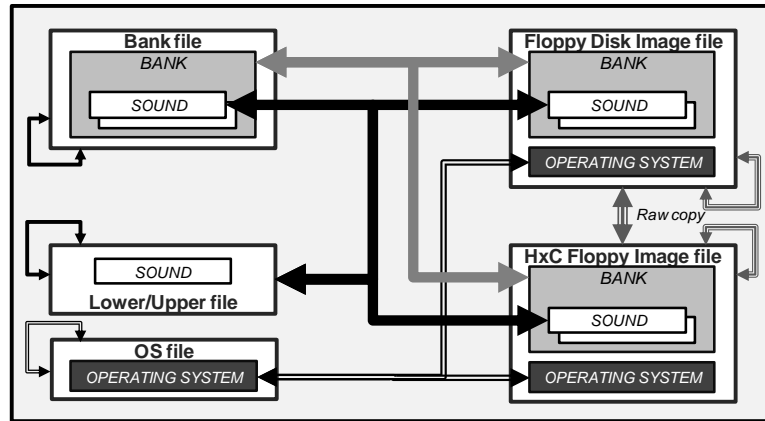 Bank file
BANK
SOUND
Floppy Disk Image file
BANK
SOUND
OPERATING SYSTEM
Raw copy
SOUND
Lower/Upper file
HxC Floppy Image file
BANK
SOUND
OPERATING SYSTEM
OS file
OPERATING SYSTEM